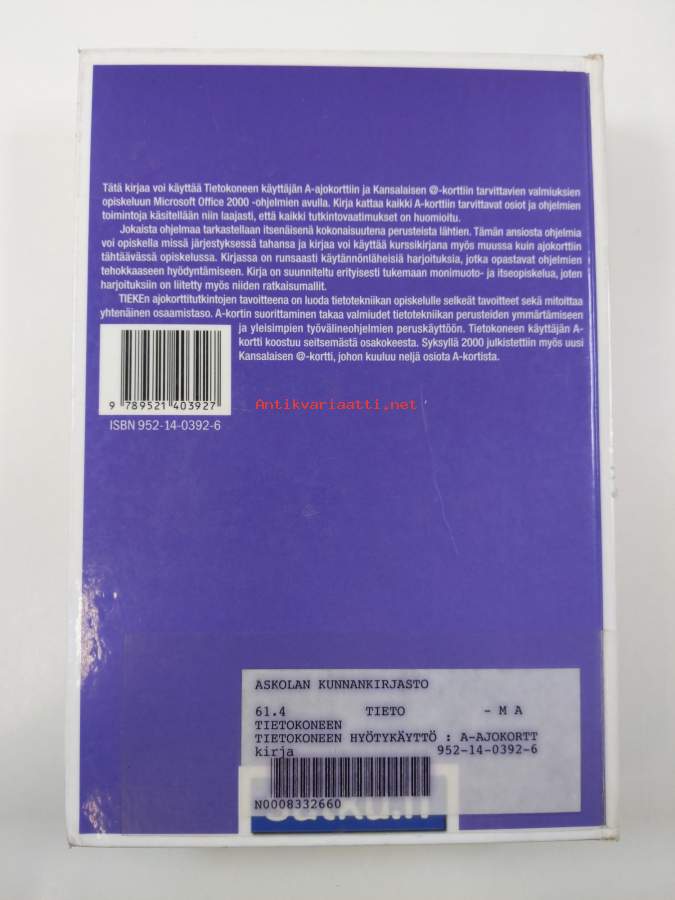 Tätä kirjaa voi käyttää Tietokoneen käyttäjän A-ajokorttiin ja Kansalaisen @-korttiin tarvittavien valmiuksien
opiskeluun Microsoft Office 2000 -ohjelmien avulla. Kirja kattaa kaikki A-korttiin tarvittavat osiot ja ohjelmien
toimintoja käsitellään niin laajasti, että kaikki tutkintovaatimukset on huomioitu.
Jokaista ohjelmaa tarkastellaan itsenäisenä kokonaisuutena perusteista lähtien. Tämän ansiosta ohjelmia
voi opiskella missä järjestyksessä tahansa ja kirjaa voi käyttää kurssikirjana myös muussa kuin ajokorttiin
tähtäävässä opiskelussa. Kirjassa on runsaasti käytännönläheisiä harjoituksia, jotka opastavat ohjelmien
tehokkaaseen hyödyntämiseen. Kirja on suunniteltu erityisesti tukemaan monimuoto- ja itseopiskelua, joten
harjoituksiin on liitetty myös niiden ratkaisumallit.
TIEKEn ajokorttitutkintojen tavoitteena on luoda tietotekniikan opiskelulle selkeät tavoitteet sekä mitoittaa
yhtenäinen osaamistaso. A-kortin suorittaminen takaa valmiudet tietotekniikan perusteiden ymmärtämiseen
ja yleisimpien työvälineohjelmien peruskäyttöön. Tietokoneen käyttäjän A-
kortti koostuu seitsemästä osakokeesta. Syksyllä 2000 julkistettiin myös uusi
Kansalaisen @-kortti, johon kuuluu neljä osiota A-kortista.
9 789521 403927
ISBN 952-14-0392-6
Antikvariaatti.net
ASKOLAN KUNNANKIRJASTO
61.4 TIETO - M A
TIETOKONEEN
TIETOKONEEN HYÖTYKÄYTTÖ : A-AJOKORTT
kirja 952-14-0392-6
N0008332660